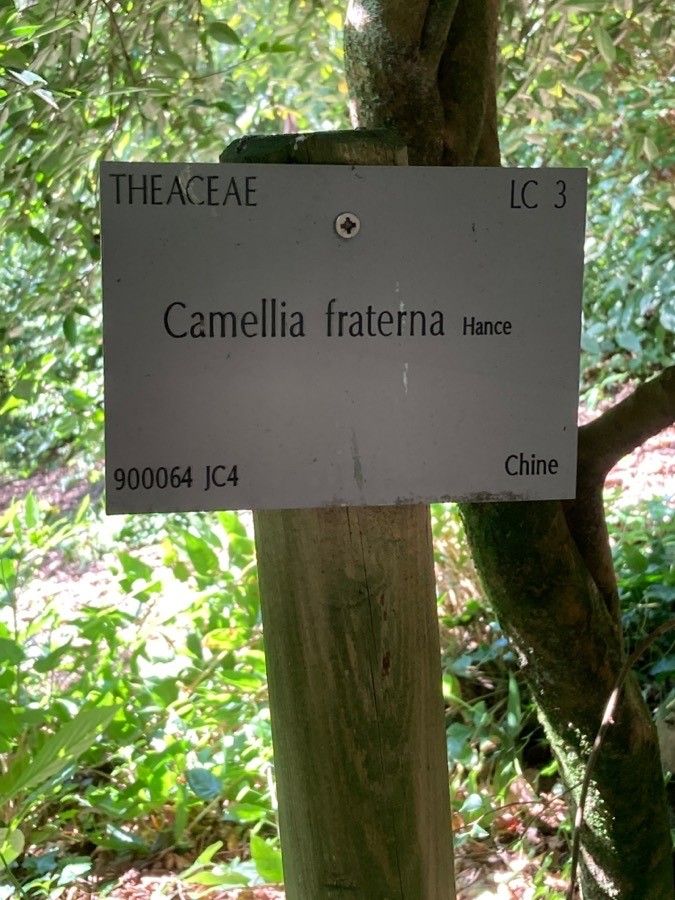 THEACEAE LC 3
Camellia fraterna Hance
900064 JC4 Chine